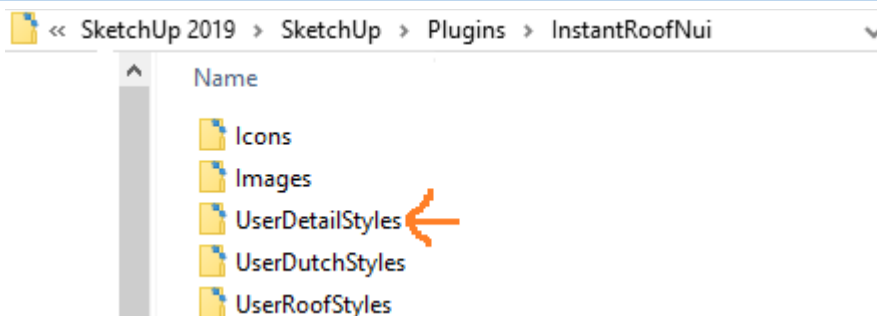 « SketchUp 2019 > SketchUp > Plugins > InstantRoofNui
Name
Icons
Images
UserDetailStyles
UserDutchStyles
UserRoofStyles